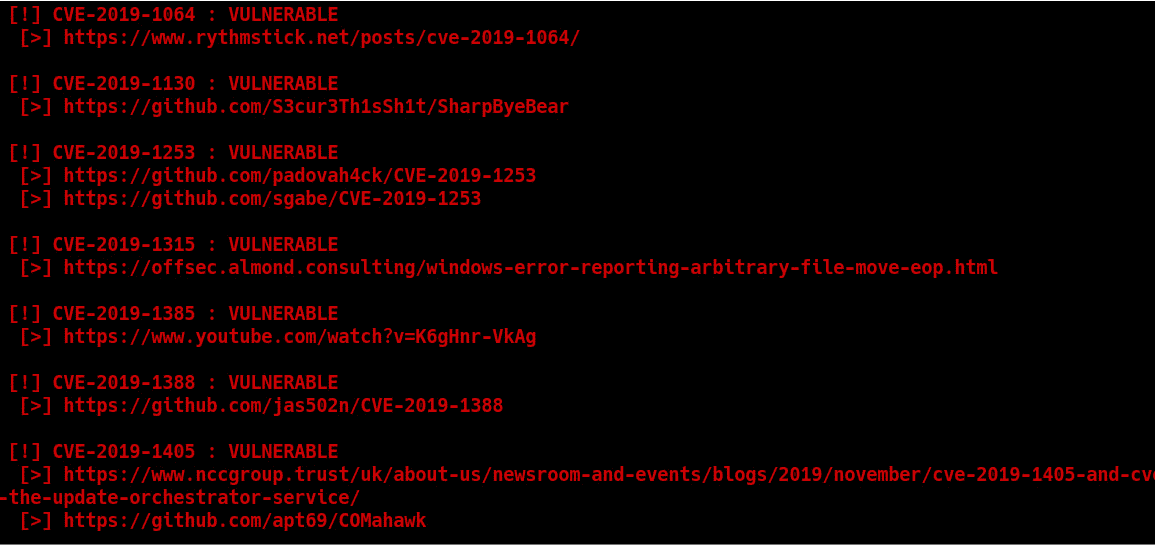 [!] CVE-2019-1064 : VULNERABLE
[>] https://www.rythmstick.net/posts/cve-2019-1064/
[!] CVE-2019-1130 : VULNERABLE
[>] https://github.com/S3cur3Th1sSh1t/SharpByeBear
[!] CVE-2019-1253 : VULNERABLE
[>] https://github.com/padovah4ck/CVE-2019-1253
[>] https://github.com/sgabe/CVE-2019-1253
[!] CVE-2019-1315 : VULNERABLE
[>] https://offsec.almond.consulting/windows-error-reporting-arbitrary-file-move-eop.html
[!] CVE-2019-1385 : VULNERABLE
[>] https://www.youtube.com/watch?v=K6gHnr-VkAg
[!] CVE-2019-1388 : VULNERABLE
[>] https://github.com/jas502n/CVE-2019-1388
[!] CVE-2019-1405 : VULNERABLE
[>] https://www.nccgroup.trust/uk/about-us/newsroom-and-events/blogs/2019/november/cve-2019-1405-and-cve
-the-update-orchestrator-service/
[>] https://github.com/apt69/COMahawk